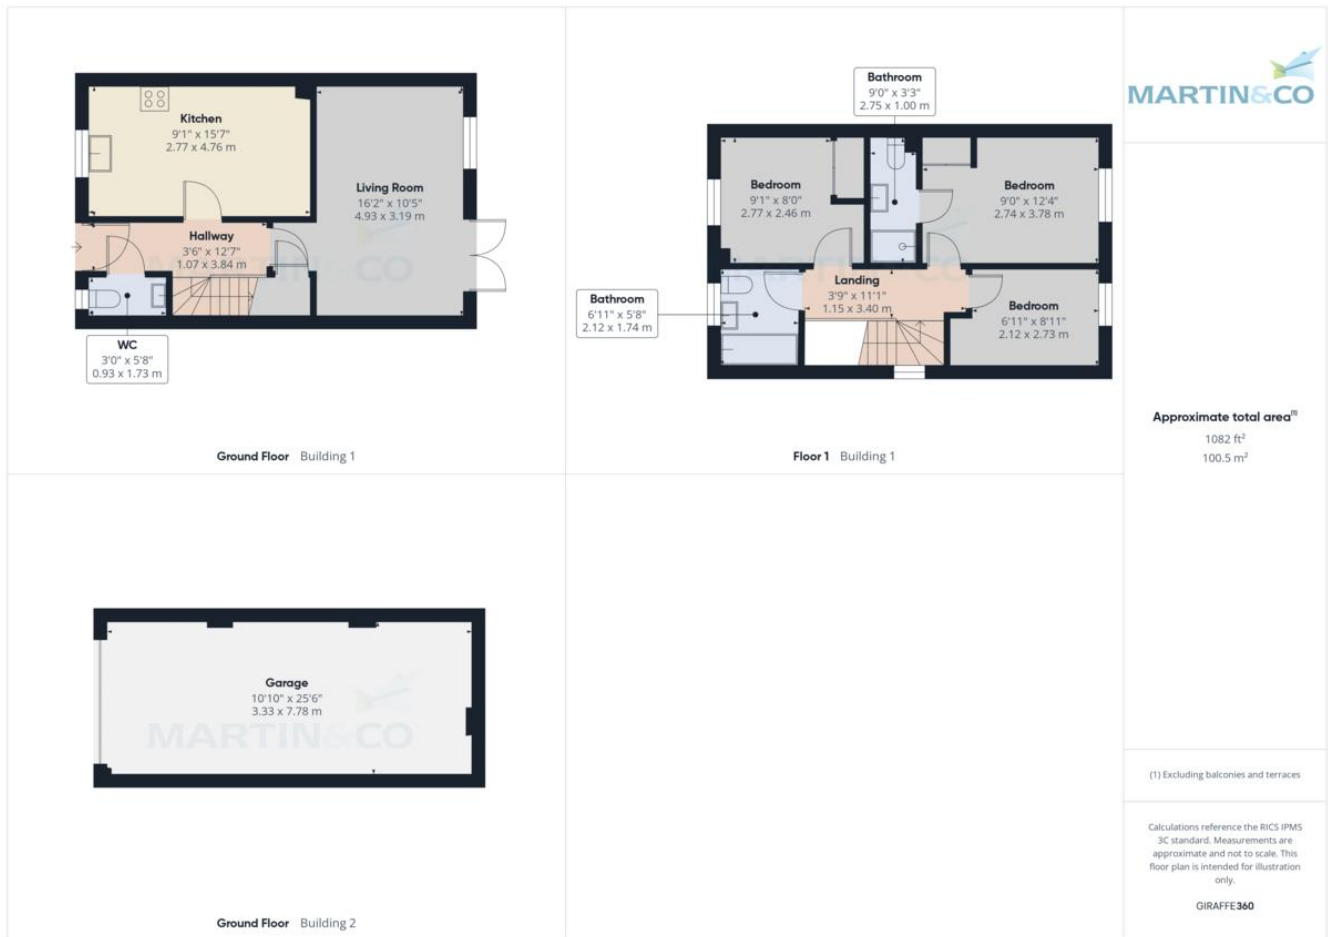 Kitchen
9'1" x 15'7"
2.77 x 4.76 m
Living Room
16'2" x 10'5"
4.93 x 3.19 m
Hallway
3'6" x 12'7"
1.07 x 3.84 m
WC
3'0" x 5'8"
0.93 x 1.73 m
MARTIN&CO
Ground Floor Building 1
Bathroom
9'0" x 3'3"
2.75 x 1.00 m
Bedroom
9'1" x 8'0"
2.77 x 2.46 m
Bedroom
9'0" x 12'4"
2.74 x 3.78 m
Landing
3'9" x 11'1"
1.15 x 3.40 m
Bathroom
6'11" x 5'8"
2.12 x 1.74 m
Bedroom
6'11" x 8'11"
2.12 x 2.73 m
MARTIN&CO
Floor 1 Building 1
Garage
10'10" x 25'6"
3.33 x 7.78 m
MARTIN&CO
Ground Floor Building 2
MARTIN&CO
Approximate total area(1)
1082 ft²
100.5 m²
(1) Excluding balconies and terraces
Calculations reference the RICS IPMS
3C standard. Measurements are
approximate and not to scale. This
floor plan is intended for illustration
only.
GIRAFFE360